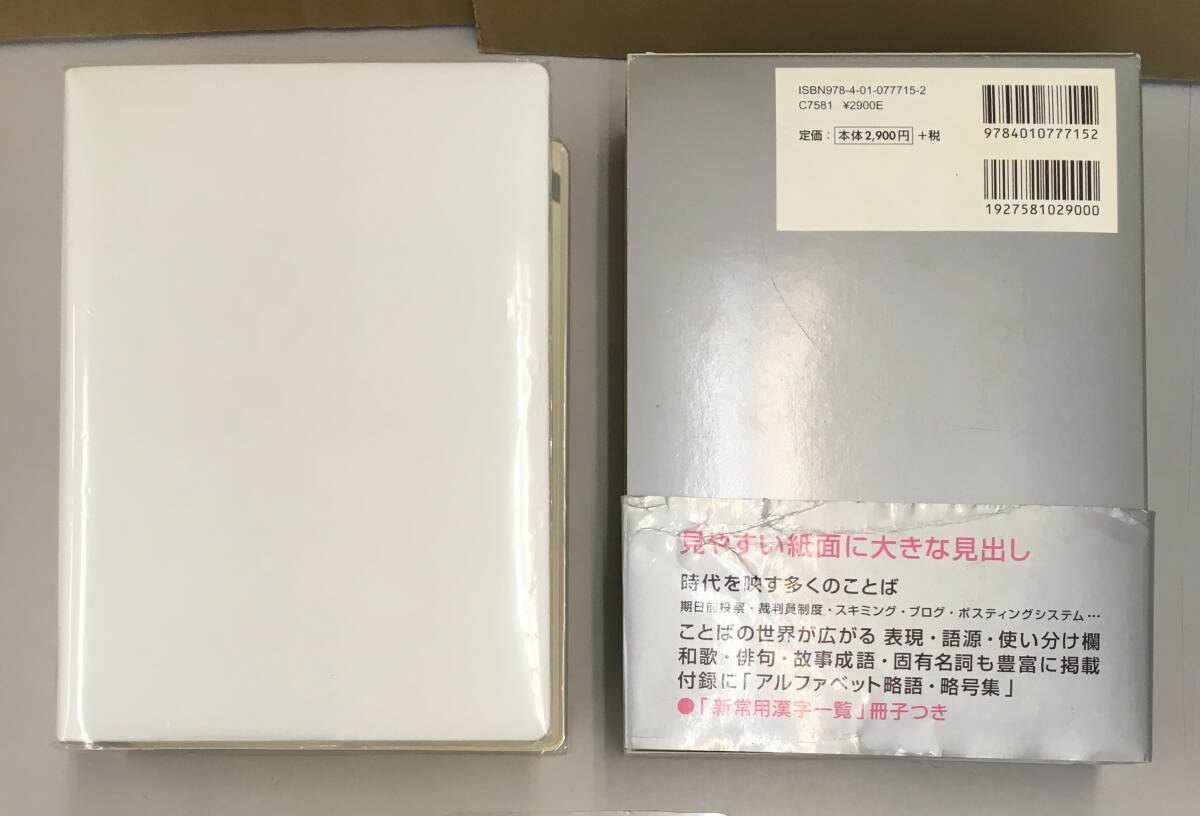 ISBN978-4-01-077715-2
C7581 ¥2900E
定価：本体2,900円＋税
9784010777152
1927581029000
見やすい紙面に大きな見出し
時代を映す多くのことば
期日前投票・裁判員制度・スキミング・ブログ・ポスティングシステム…
ことばの世界が広がる 表現・語源・使い分け欄
和歌・俳句・故事成語・固有名詞も豊富に掲載
付録に「アルファベット略語・略号集」
●「新常用漢字一覧」冊子つき